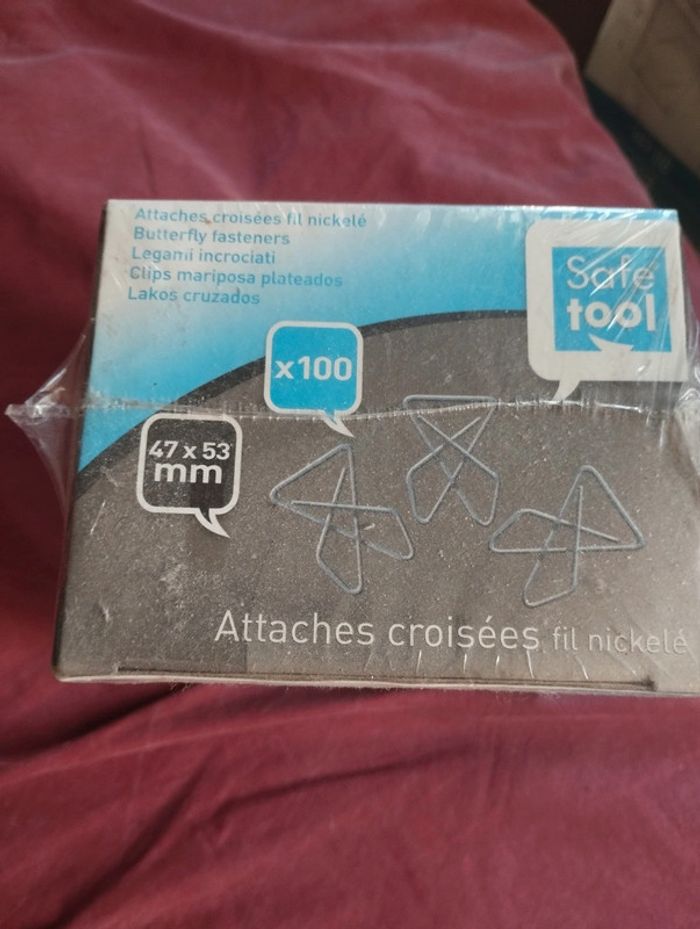 Attaches croisées fil nickelé
Butterfly fasteners
Legami incrociati
Clips mariposa plateados
Lakos cruzados
Safe
tool
x100
47 x 53
mm
Attaches croisées fil nickelé